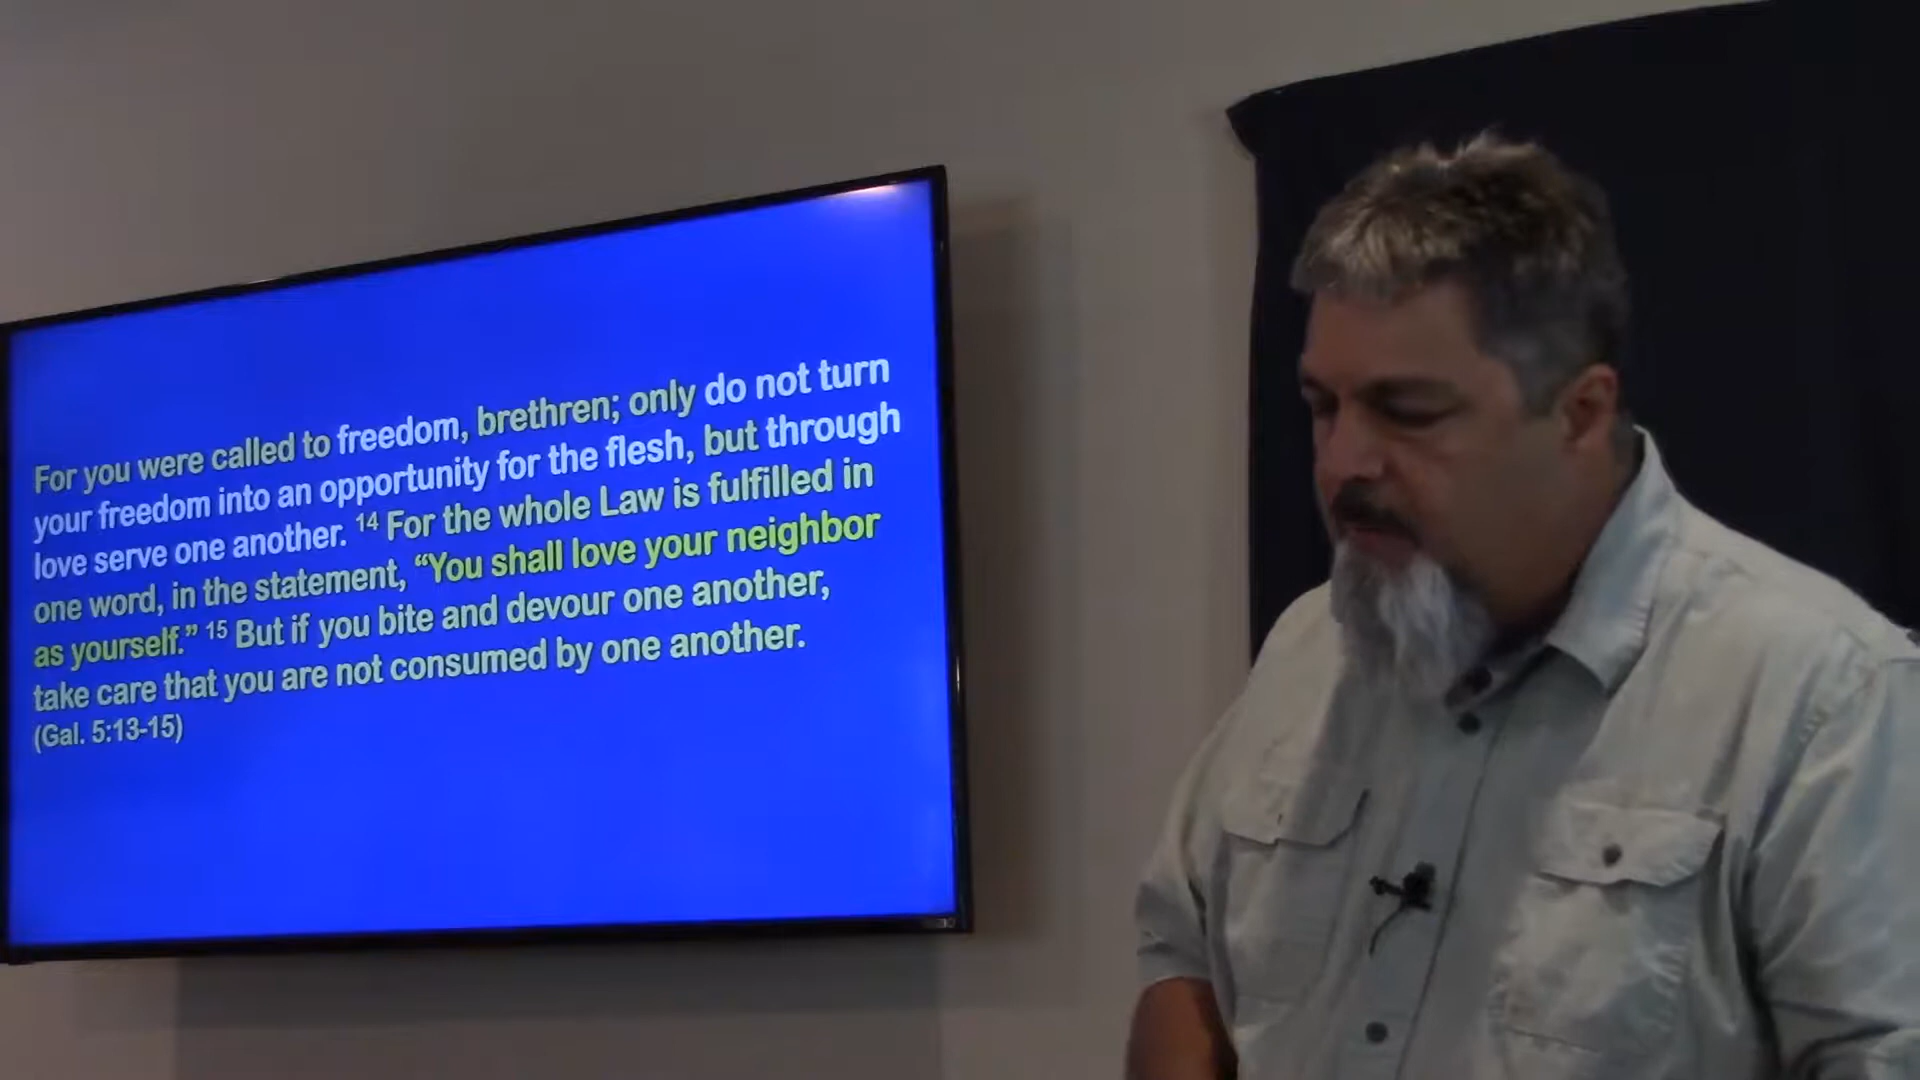 For you were called to freedom, brethren; only do not turn
your freedom into an opportunity for the flesh, but through
love serve one another. 14 For the whole Law is fulfilled in
one word, in the statement, “You shall love your neighbor
as yourself.” 15 But if you bite and devour one another,
take care that you are not consumed by one another.
(Gal. 5:13-15)